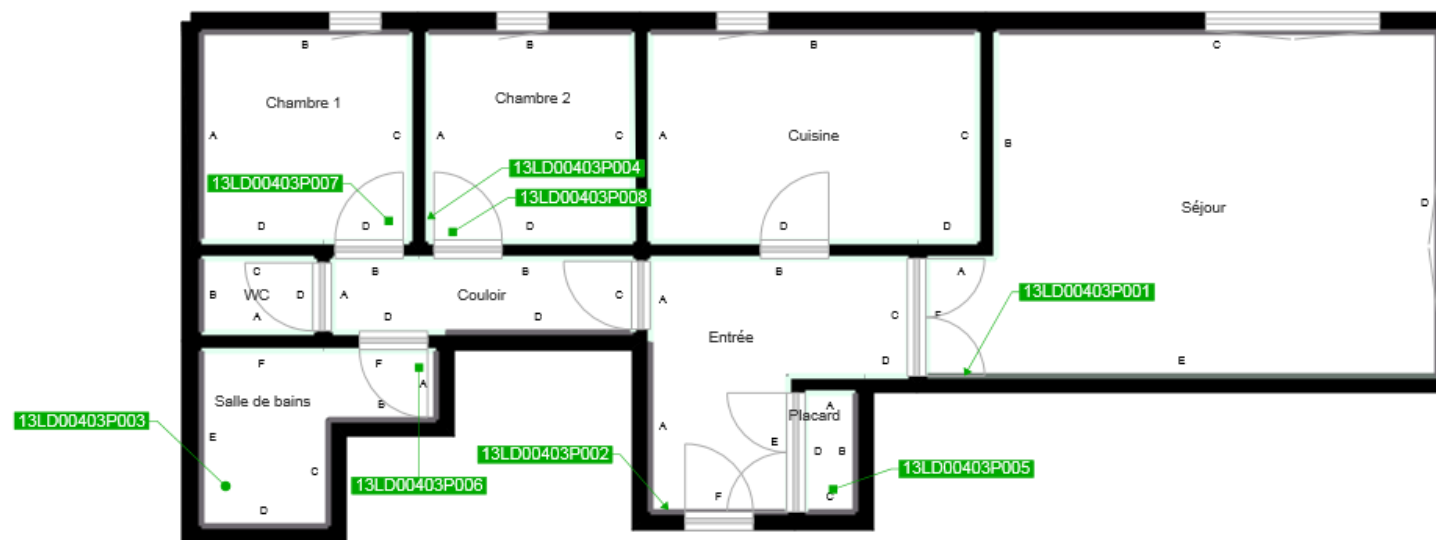 B
B
B
C
Chambre 1
Chambre 2
Cuisine
A
C
A
C
A
C
B
13LD00403P004
13LD00403P007
13LD00403P008
Séjour
D
D
D
D
D
D
C
B
B
B
A
WC
B
D
A
Couloir
C
A
13LD00403P001
A
D
D
C
E
Entrée
F
F
D
E
A
Salle de bains
B
A
Placard
13LD00403P003
E
A
E
D
B
13LD00403P002
C
13LD00403P005
13LD00403P006
F
C
D